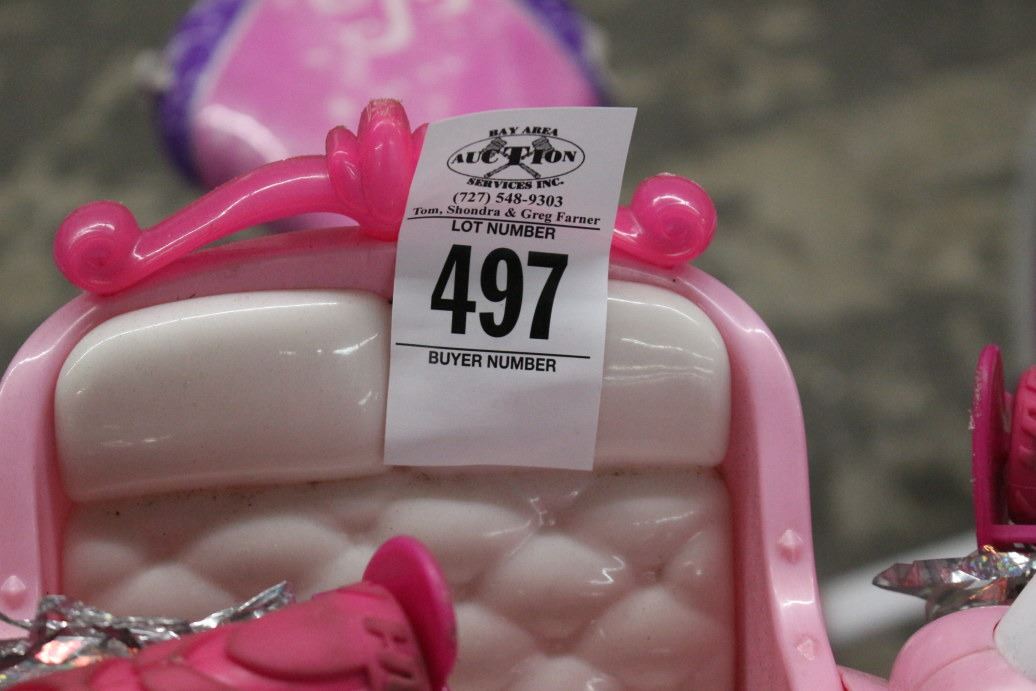 BAY AREA
AUCTION
SERVICES INC.
(727) 548-9303
Tom, Shondra & Greg Farner
LOT NUMBER
497
BUYER NUMBER